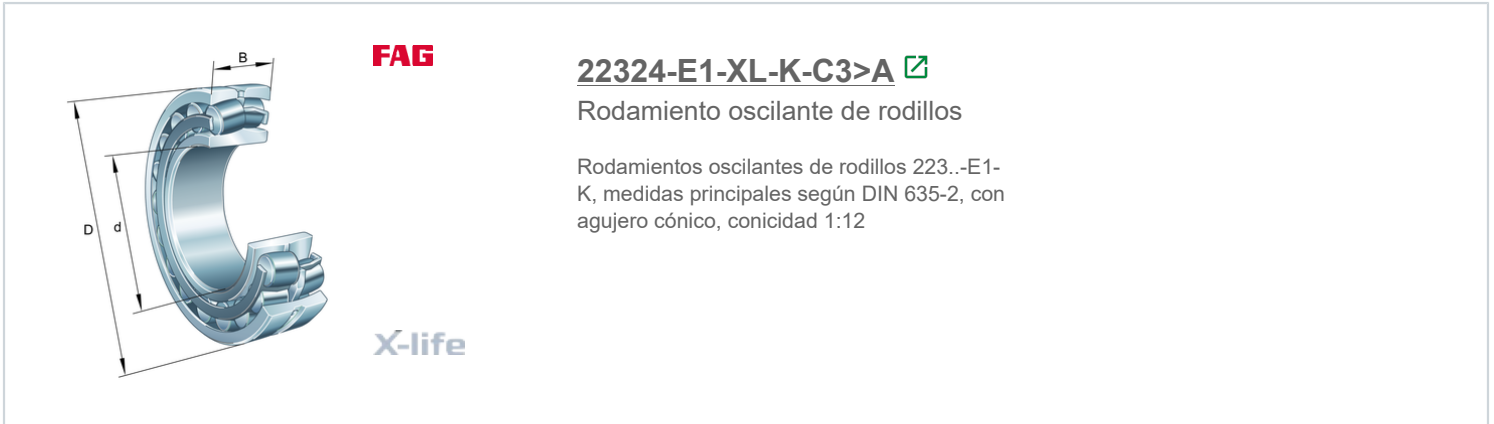 B
FAG
22324-E1-XL-K-C3>A
Rodamiento oscilante de rodillos
Rodamientos oscilantes de rodillos 223..-E1-
K, medidas principales según DIN 635-2, con
agujero cónico, conicidad 1:12
D
d
X-life